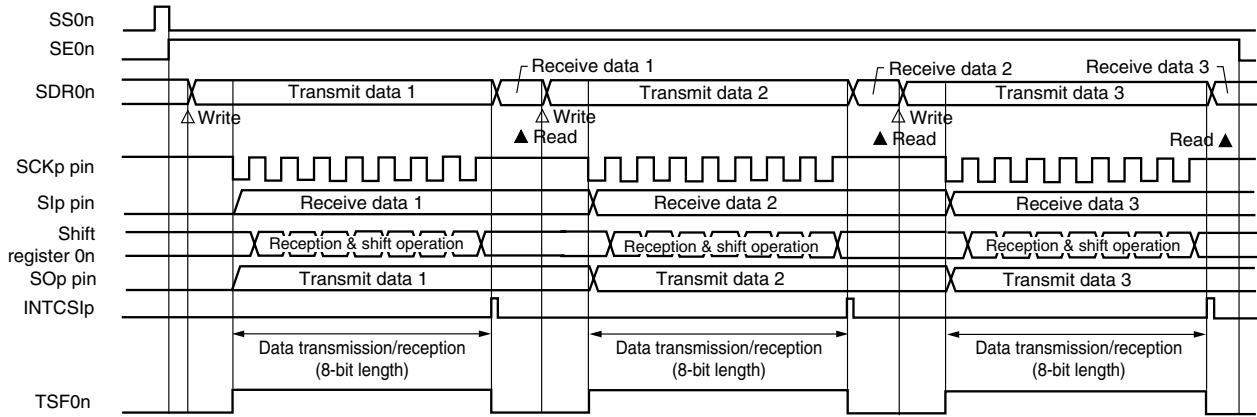 SS0n
SE0n
Receive data 1
Receive data 2
Receive data 3
SDR0n
Transmit data 1
Transmit data 2
Transmit data 3
△ Write
△ Write
△ Write
▲ Read
▲ Read
Read ▲
SCKp pin
SIp pin
Receive data 1
Receive data 2
Receive data 3
Shift
register 0n
Reception & shift operation
Reception & shift operation
Reception & shift operation
SOp pin
Transmit data 1
Transmit data 2
Transmit data 3
INTCSIp
Data transmission/reception
(8-bit length)
Data transmission/reception
(8-bit length)
Data transmission/reception
(8-bit length)
TSF0n